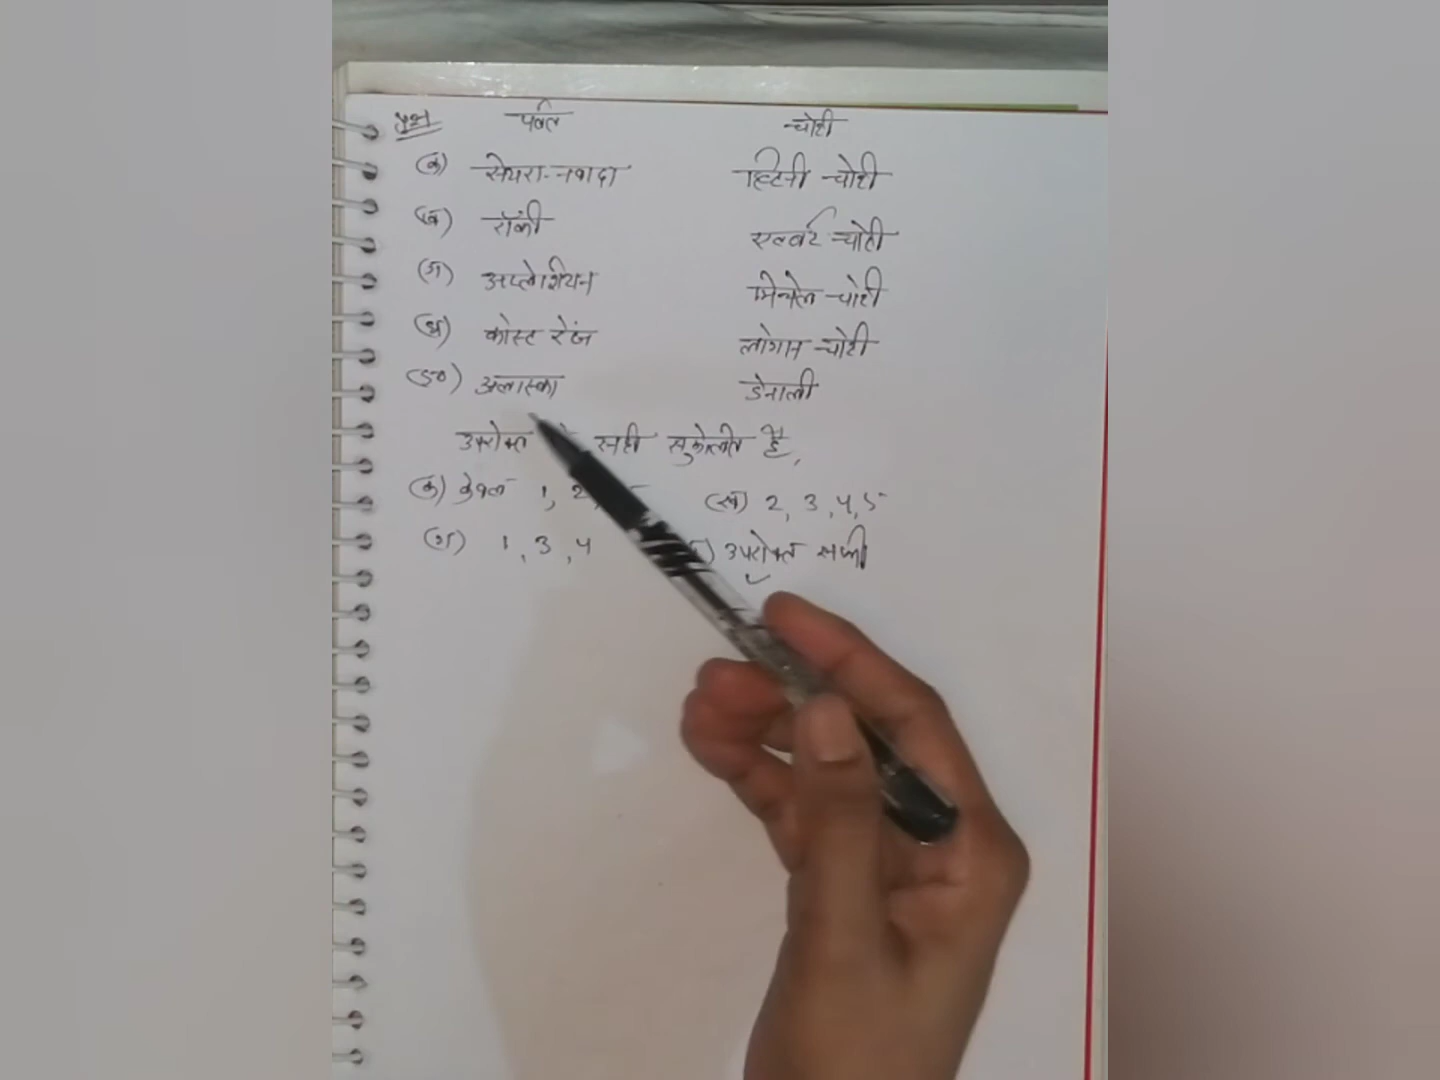 प्रश्न पर्वत चोटी
(क) सेयरा-नवादा व्हिटनी चोटी
(ख) रॉकी एल्बर्ट चोटी
(ग) अप्लेशियन मिचेल चोटी
(घ) कोस्ट रेंज लोगान चोटी
(ङ) अलास्का डेनाली
उपरोक्त सही सुमेलित है,
(क) केवल 1, 2 (ख) 2, 3, 4, 5
(ग) 1, 3, 4 उपरोक्त सभी